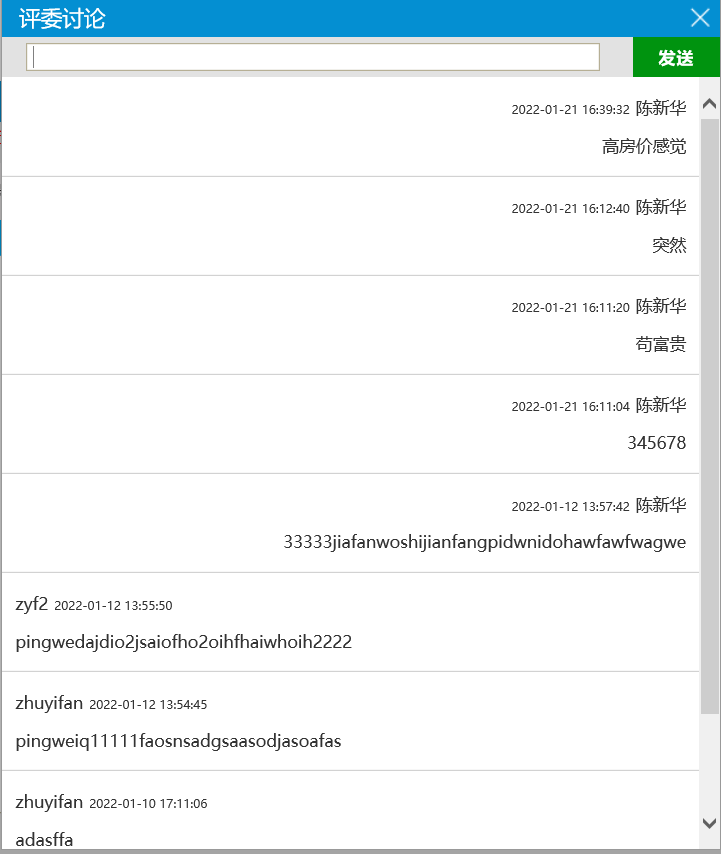 评委讨论
发送
2022-01-21 16:39:32 陈新华
高房价感觉
2022-01-21 16:12:40 陈新华
突然
2022-01-21 16:11:20 陈新华
苟富贵
2022-01-21 16:11:04 陈新华
345678
2022-01-12 13:57:42 陈新华
33333jiafanwoshijianfangpidwnidohawfawfwagwe
zyf2 2022-01-12 13:55:50
pingwedajdio2jsaiofho2oihfhaiwhoih2222
zhuyifan 2022-01-12 13:54:45
pingweiq11111faosnsadgsaasodjasoafas
zhuyifan 2022-01-10 17:11:06
adasffa